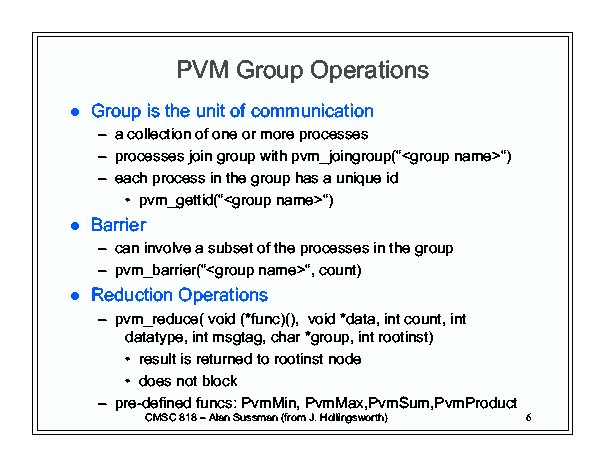 PVM Group Operations
● Group is the unit of communication
– a collection of one or more processes
– processes join group with pvm_joingroup(“<group name>“)
– each process in the group has a unique id
• pvm_gettid(“<group name>“)
● Barrier
– can involve a subset of the processes in the group
– pvm_barrier(“<group name>“, count)
● Reduction Operations
– pvm_reduce( void (*func)(), void *data, int count, int
datatype, int msgtag, char *group, int rootinst)
• result is returned to rootinst node
• does not block
– pre-defined funcs: PvmMin, PvmMax,PvmSum,PvmProduct
CMSC 818 – Alan Sussman (from J. Hollingsworth) 6